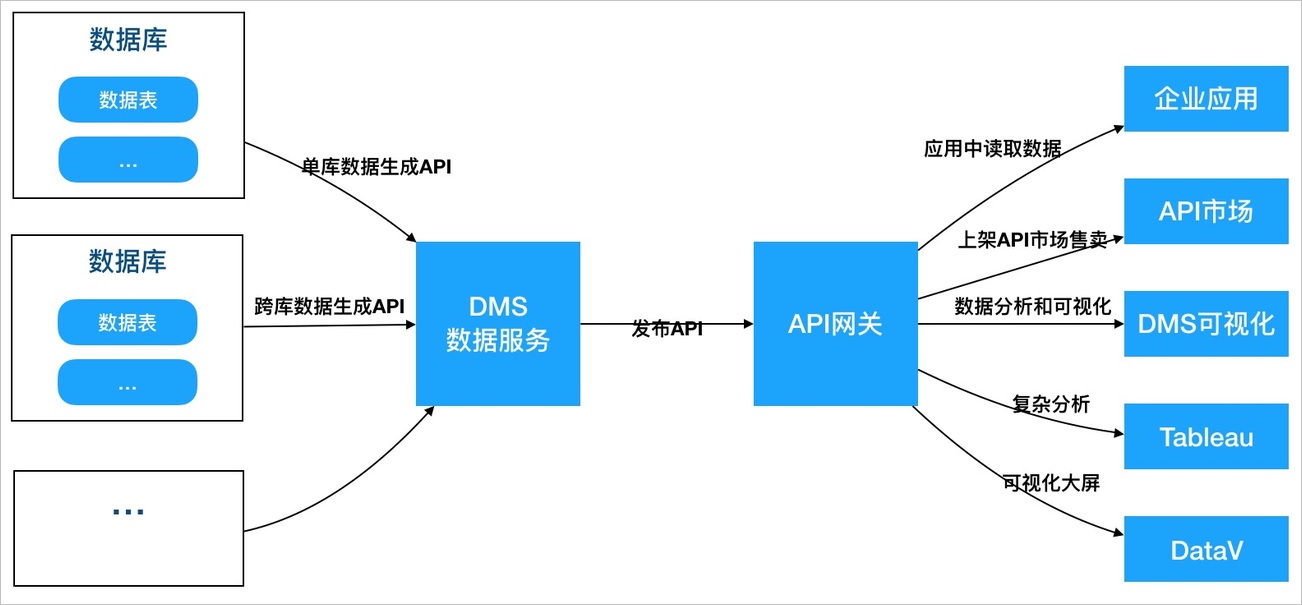 数据库
数据表
...
单库数据生成API
数据库
数据表
...
跨库数据生成API
...
DMS
数据服务
发布API
API网关
应用中读取数据
上架API市场售卖
数据分析和可视化
复杂分析
可视化大屏
企业应用
API市场
DMS可视化
Tableau
DataV